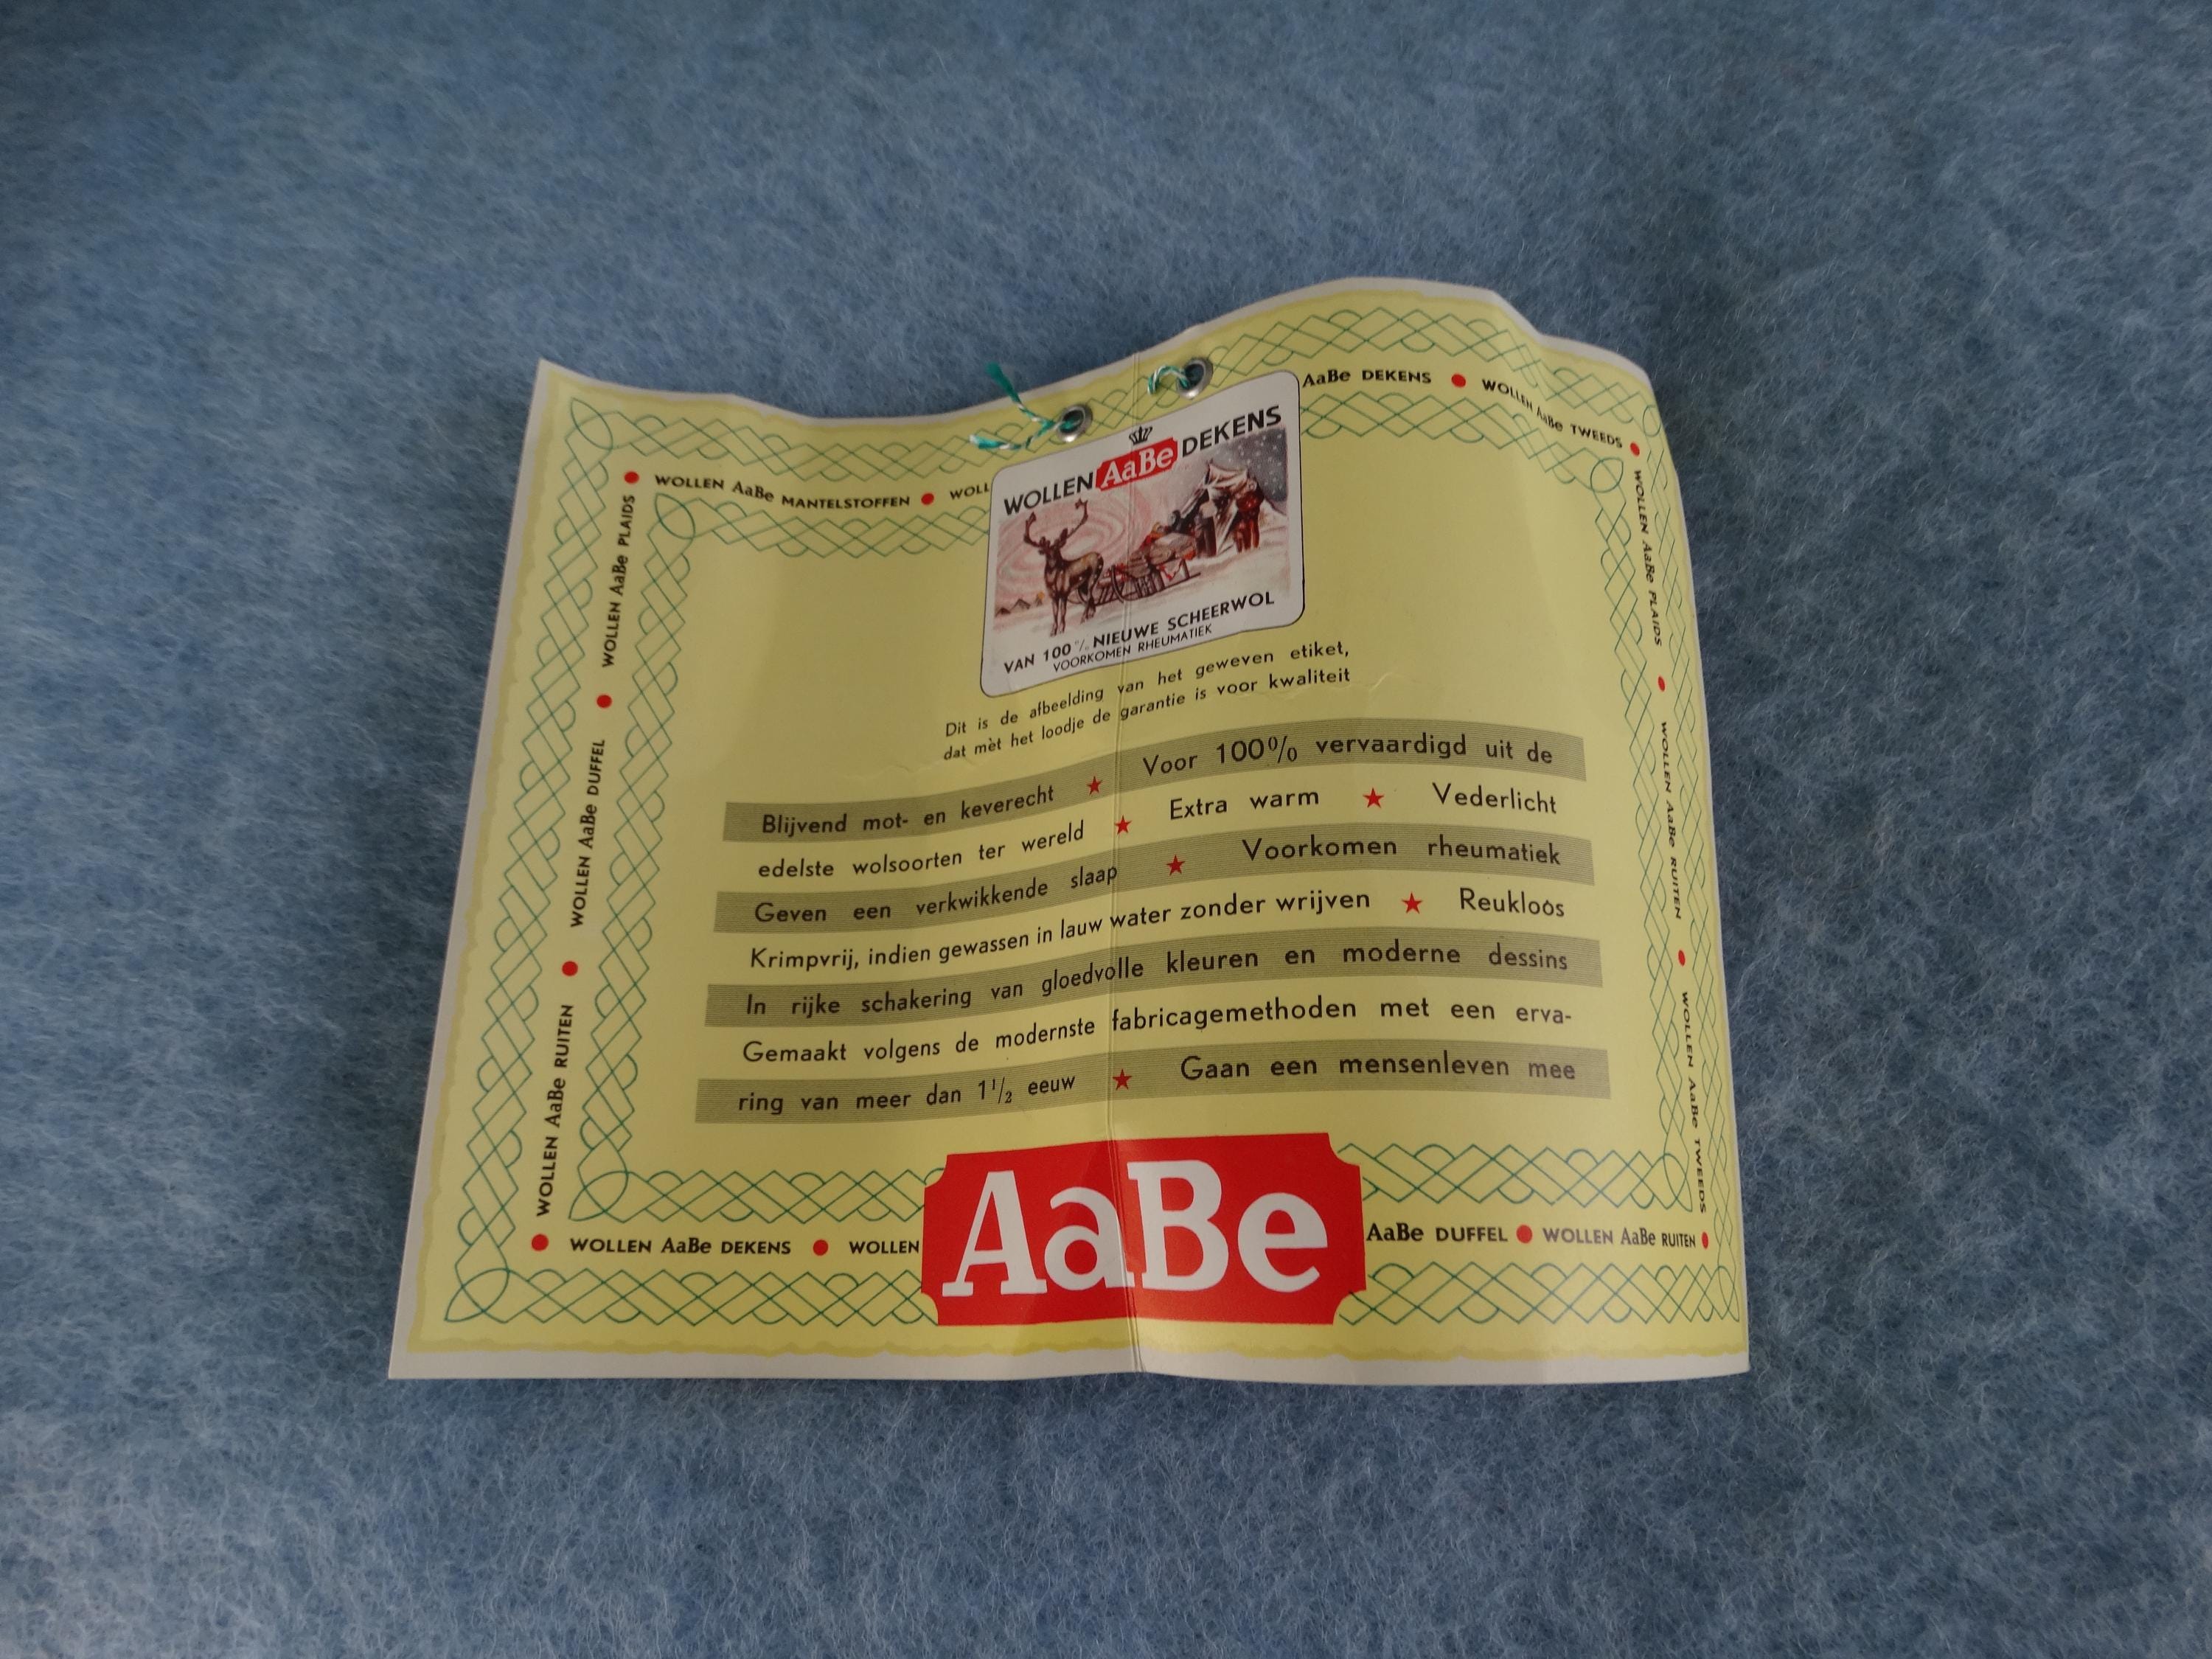 WOLLEN AaBe MANTELSTOFFEN ● WOLL
AaBe DEKENS ● WOLLEN AaBe TWEEDS
WOLLEN AaBe DEKENS
VAN 100% NIEUWE SCHEERWOL
VOORKOMEN RHEUMATIEK
Dit is de afbeelding van het geweven etiket,
dat mèt het loodje de garantie is voor kwaliteit
Blijvend mot- en keverecht ★ Voor 100% vervaardigd uit de
edelste wolsoorten ter wereld ★ Extra warm ★ Vederlicht
Geven een verkwikkende slaap ★ Voorkomen rheumatiek
Krimpvrij, indien gewassen in lauw water zonder wrijven ★ Reukloos
In rijke schakering van gloedvolle kleuren en moderne dessins
Gemaakt volgens de modernste fabricagemethoden met een erva-
ring van meer dan 1 1/2 eeuw ★ Gaan een mensenleven mee
AaBe
WOLLEN AaBe RUITEN ● WOLLEN AaBe DUFFEL ● WOLLEN AaBe PLAIDS
WOLLEN AaBe PLAIDS ● WOLLEN AaBe RUITEN ● WOLLEN AaBe TWEEDS
WOLLEN AaBe DEKENS ● WOLLEN
AaBe DUFFEL ● WOLLEN AaBe RUITEN